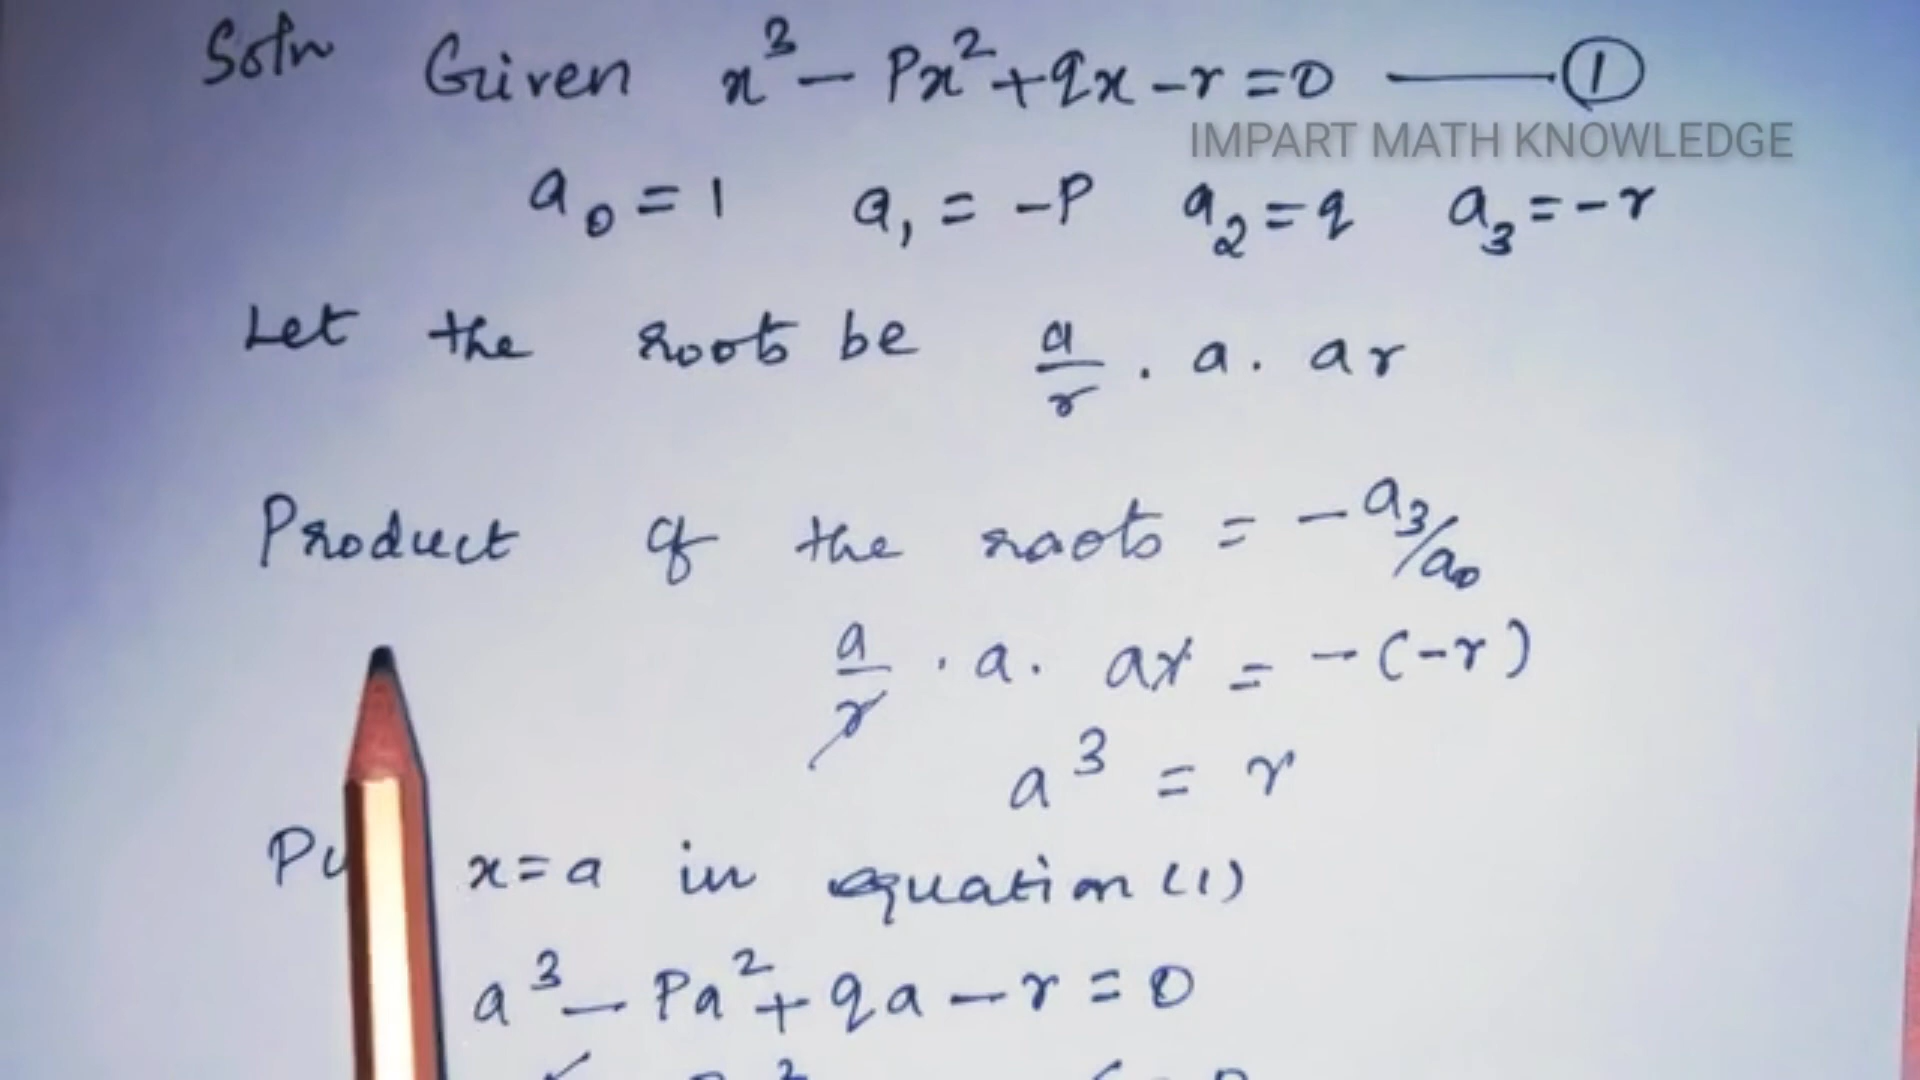 Soln Given x³ - Px² + qx - r = 0 ——— ①
IMPART MATH KNOWLEDGE
a₀ = 1 a₁ = -P a₂ = q a₃ = -r
Let the roots be a/r . a . ar
Product of the roots = - a₃/a₀
a/r . a . ar = - (-r)
a³ = r
x = a in equation (1)
a³ - Pa² + qa - r = 0